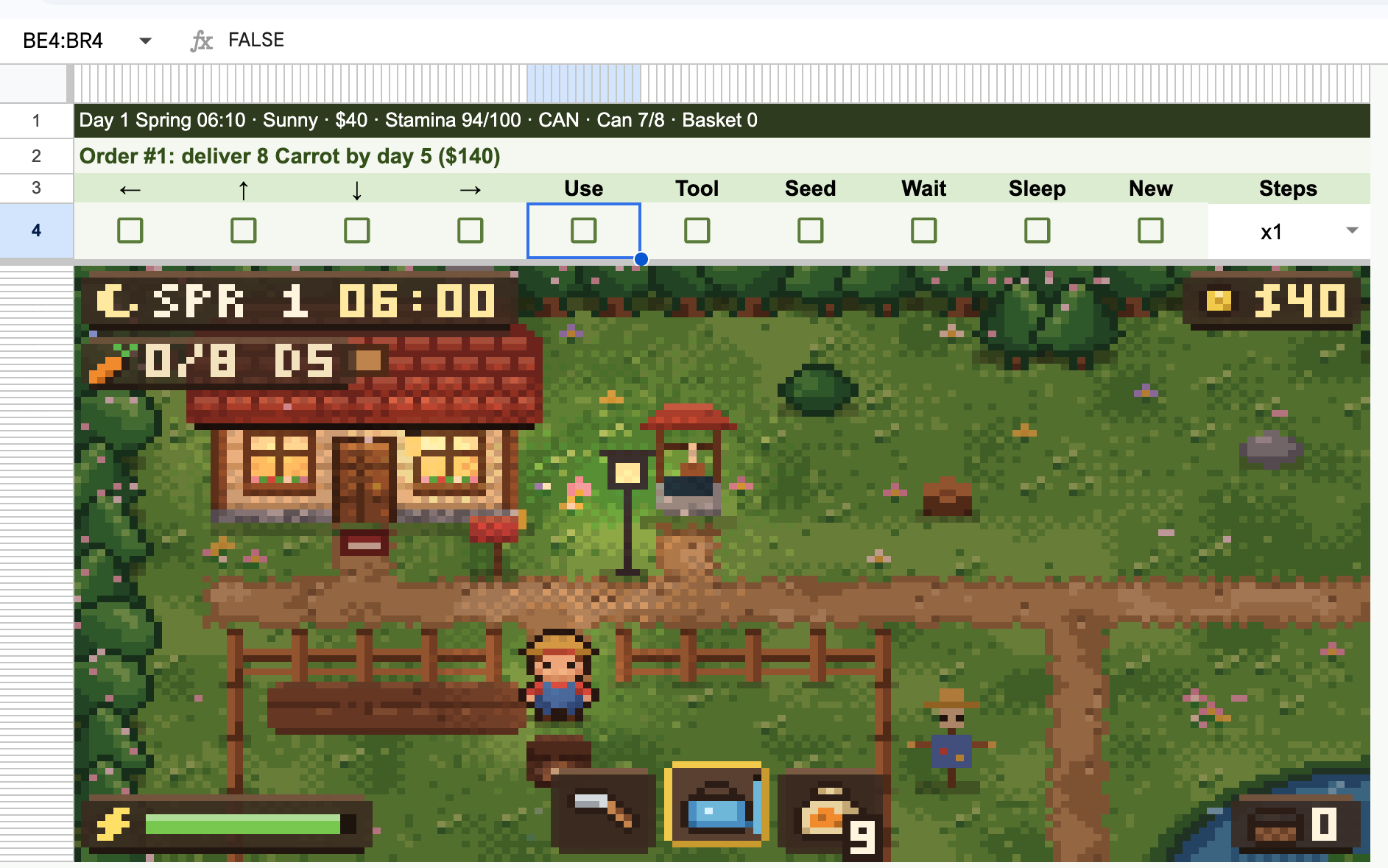 BE4:BR4 fx FALSE
1 Day 1 Spring 06:10 · Sunny · $40 · Stamina 94/100 · CAN · Can 7/8 · Basket 0
2 Order #1: deliver 8 Carrot by day 5 ($140)
3 ← ↑ ↓ → Use Tool Seed Wait Sleep New Steps
4 x1
SPR 1 06:00 $40
0/8 D5
9 0